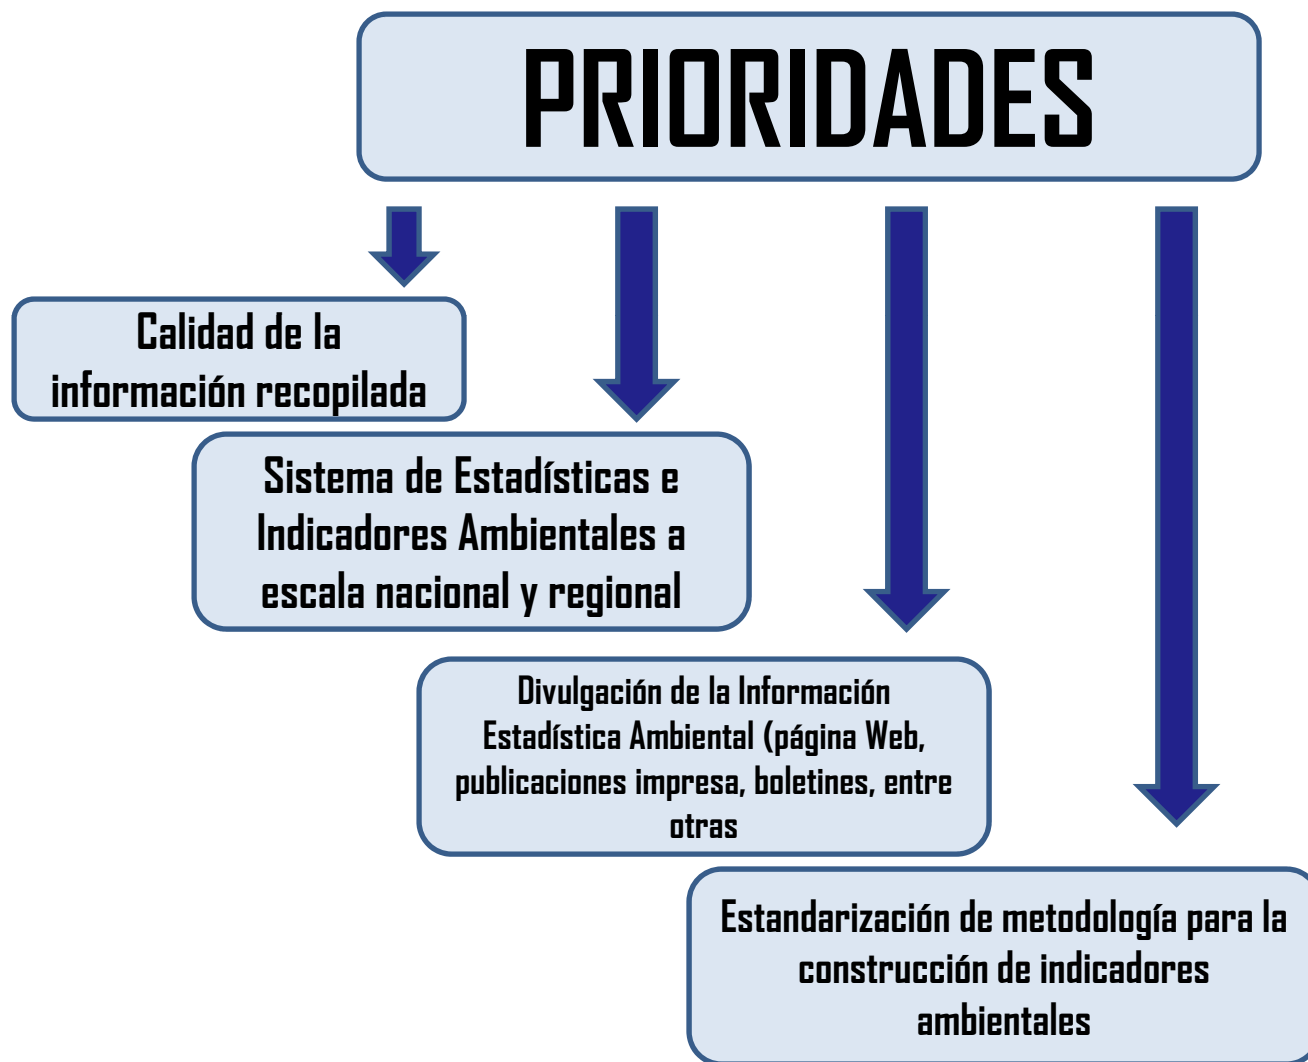 PRIORIDADES
Calidad de la
información recopilada
Sistema de Estadísticas e
Indicadores Ambientales a
escala nacional y regional
Divulgación de la Información
Estadística Ambiental (página Web,
publicaciones impresa, boletines, entre
otras
Estandarización de metodología para la
construcción de indicadores
ambientales